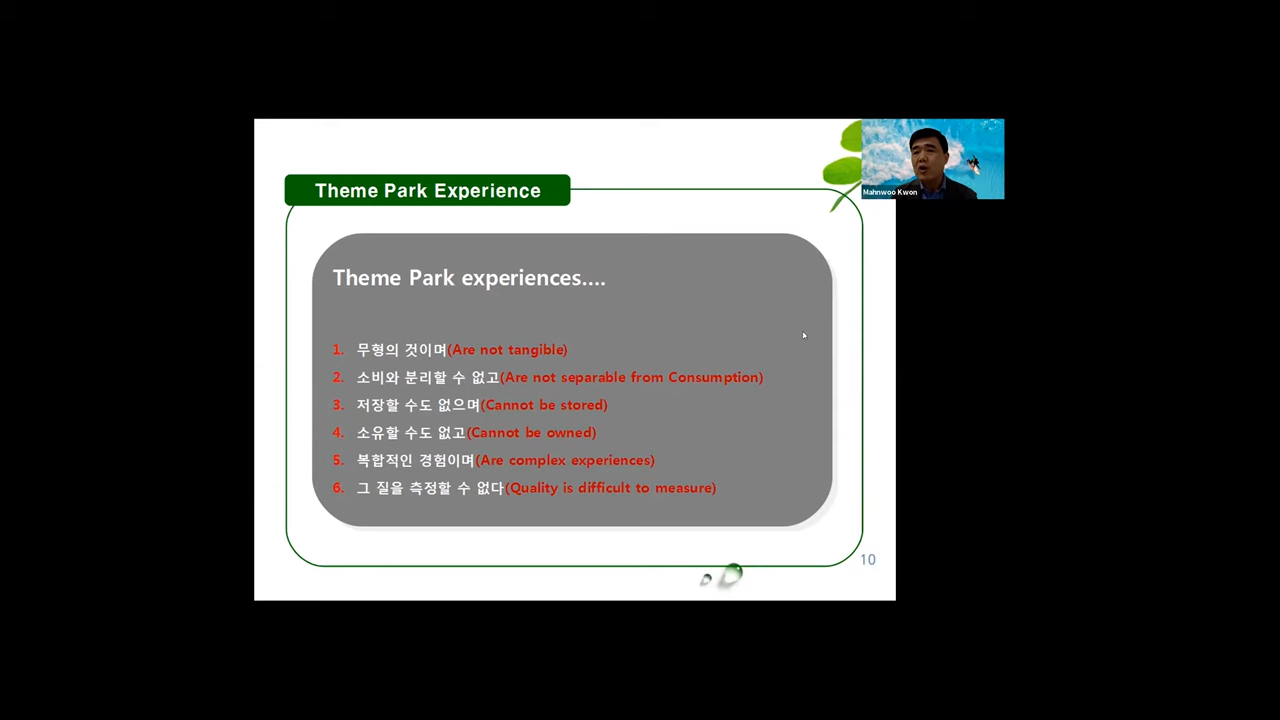 Theme Park Experience
Mahnwoo Kwon
Theme Park experiences....
1. 무형의 것이며(Are not tangible)
2. 소비와 분리할 수 없고(Are not separable from Consumption)
3. 저장할 수도 없으며(Cannot be stored)
4. 소유할 수도 없고(Cannot be owned)
5. 복합적인 경험이며(Are complex experiences)
6. 그 질을 측정할 수 없다(Quality is difficult to measure)
10